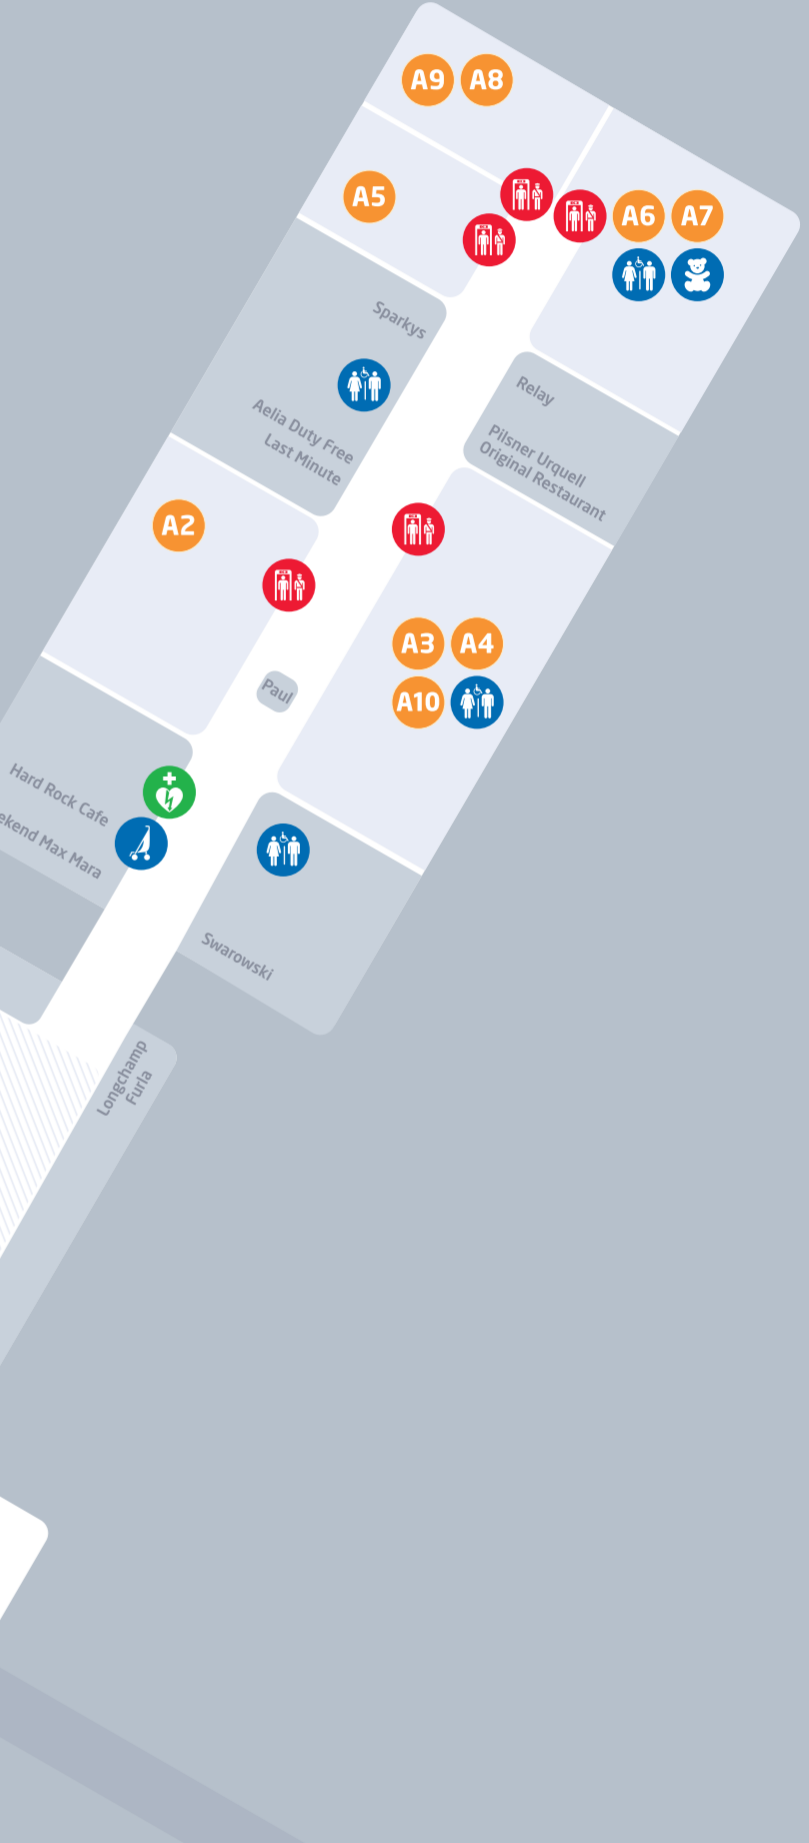 A9 A8
A5
A6 A7
Sparkys
Relay
Aelia Duty Free
Last Minute
Pilsner Urquell
Original Restaurant
A2
A3 A4
A10
Paul
Hard Rock Cafe
ekend Max Mara
Swarowski
Longchamp
Furla